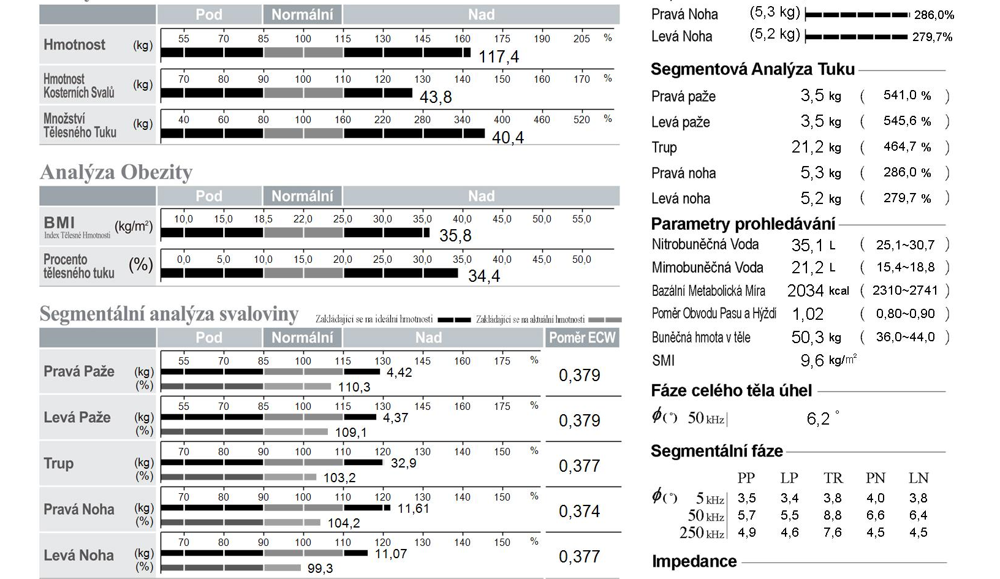 Pod Normální Nad
Hmotnost (kg) 55 70 85 100 115 130 145 160 175 190 205 %
117,4
Hmotnost
Kosterních Svalů (kg) 70 80 90 100 110 120 130 140 150 160 170 %
43,8
Množství
Tělesného Tuku (kg) 40 60 80 100 160 220 280 340 400 460 520 %
40,4
Analýza Obezity
Pod Normální Nad
BMI (kg/m²) 10,0 15,0 18,5 22,0 25,0 30,0 35,0 40,0 45,0 50,0 55,0
Index Tělesné Hmotnosti 35,8
Procento
tělesného tuku (%) 0,0 5,0 10,0 15,0 20,0 25,0 30,0 35,0 40,0 45,0 50,0
34,4
Segmentální analýza svaloviny Zakládající se na ideální hmotnosti Zakládající se na aktuální hmotnosti
Pod Normální Nad Poměr ECW
55 70 85 100 115 130 145 160 175 %
Pravá Paže (kg) 4,42 0,379
(%) 110,3
55 70 85 100 115 130 145 160 175 %
Levá Paže (kg) 4,37 0,379
(%) 109,1
70 80 90 100 110 120 130 140 150 %
Trup (kg) 32,9 0,377
(%) 103,2
70 80 90 100 110 120 130 140 150 %
Pravá Noha (kg) 11,61 0,374
(%) 104,2
70 80 90 100 110 120 130 140 150 %
Levá Noha (kg) 11,07 0,377
(%) 99,3
Pravá Noha (5,3 kg) 286,0%
Levá Noha (5,2 kg) 279,7%
Segmentová Analýza Tuku
Pravá paže 3,5 kg ( 541,0 % )
Levá paže 3,5 kg ( 545,6 % )
Trup 21,2 kg ( 464,7 % )
Pravá noha 5,3 kg ( 286,0 % )
Levá noha 5,2 kg ( 279,7 % )
Parametry prohledávání
Nitrobuněčná Voda 35,1 L ( 25,1~30,7 )
Mimobuněčná Voda 21,2 L ( 15,4~18,8 )
Bazální Metabolická Míra 2034 kcal ( 2310~2741 )
Poměr Obvodu Pasu a Hýždí 1,02 ( 0,80~0,90 )
Buněčná hmota v těle 50,3 kg ( 36,0~44,0 )
SMI 9,6 kg/m²
Fáze celého těla úhel
ϕ(°) 50 kHz 6,2 °
Segmentální fáze
PP LP TR PN LN
ϕ(°) 5 kHz 3,5 3,4 3,8 4,0 3,8
50 kHz 5,7 5,5 8,8 6,6 6,4
250 kHz 4,9 4,6 7,6 4,5 4,5
Impedance